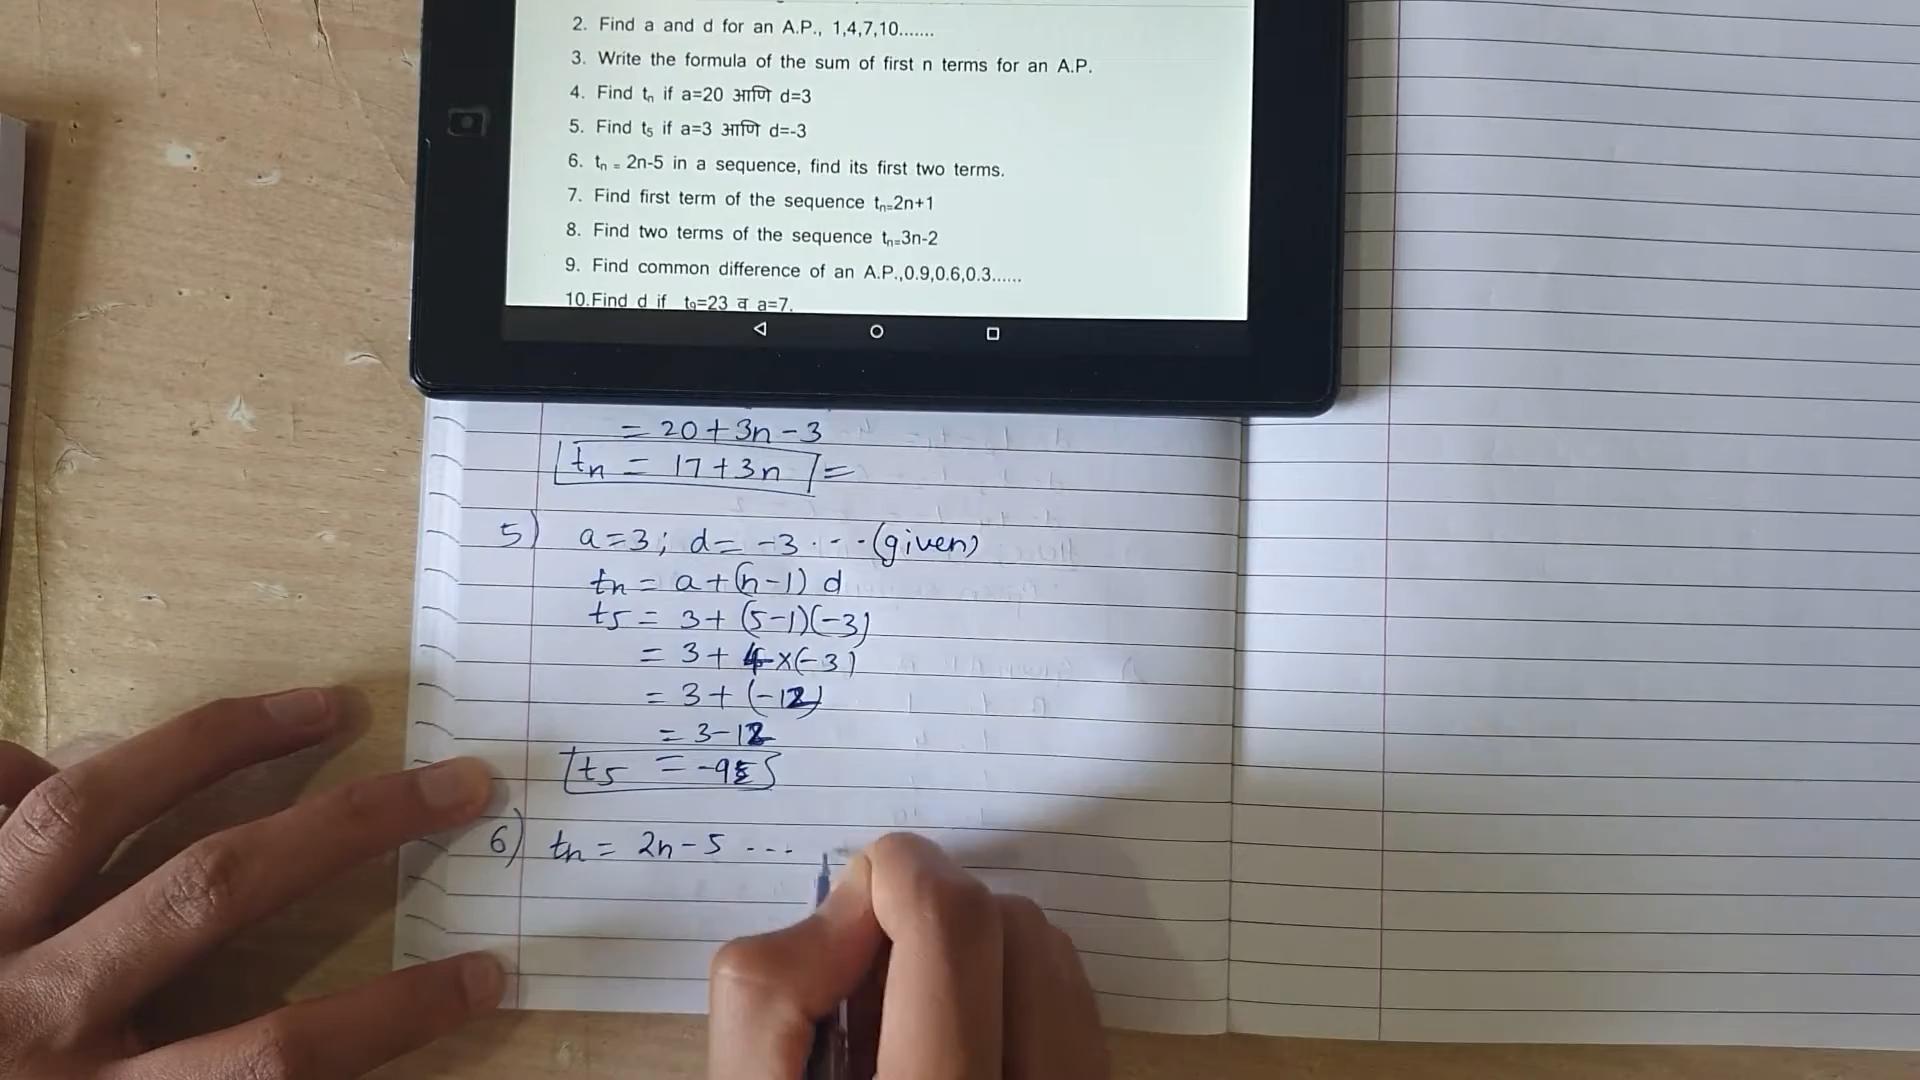 2. Find a and d for an A.P., 1,4,7,10.......
3. Write the formula of the sum of first n terms for an A.P.
4. Find tn if a=20 आणि d=3
5. Find t5 if a=3 आणि d=-3
6. tn = 2n-5 in a sequence, find its first two terms.
7. Find first term of the sequence tn=2n+1
8. Find two terms of the sequence tn=3n-2
9. Find common difference of an A.P.,0.9,0.6,0.3......
10.Find d if t9=23 व a=7.
= 20+3n-3
tn = 17+3n =
5) a=3; d= -3 ... (given)
tn = a+(n-1) d
t5 = 3+ (5-1)(-3)
= 3+ 4×(-3)
= 3+ (-12)
= 3-12
t5 = -9
6) tn = 2n-5 ---